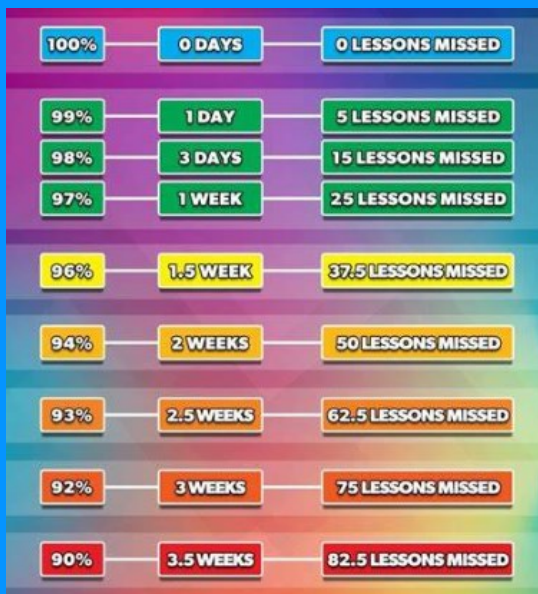 100% 0 DAYS 0 LESSONS MISSED
99% 1 DAY 5 LESSONS MISSED
98% 3 DAYS 15 LESSONS MISSED
97% 1 WEEK 25 LESSONS MISSED
96% 1.5 WEEK 37.5 LESSONS MISSED
94% 2 WEEKS 50 LESSONS MISSED
93% 2.5 WEEKS 62.5 LESSONS MISSED
92% 3 WEEKS 75 LESSONS MISSED
90% 3.5 WEEKS 82.5 LESSONS MISSED